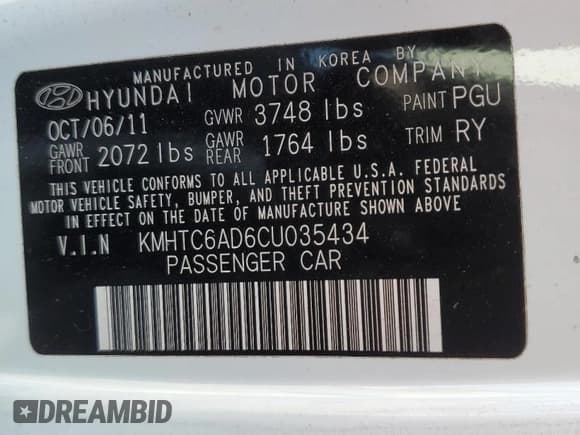 MANUFACTURED IN KOREA BY
HYUNDAI MOTOR COMPANY
OCT/06/11 GVWR 3748 lbs PAINT PGU
GAWR FRONT 2072 lbs GAWR REAR 1764 lbs TRIM RY
THIS VEHICLE CONFORMS TO ALL APPLICABLE U.S.A. FEDERAL
MOTOR VEHICLE SAFETY, BUMPER, AND THEFT PREVENTION STANDARDS
IN EFFECT ON THE DATE OF MANUFACTURE SHOWN ABOVE
V.I.N KMHTC6AD6CU035434
PASSENGER CAR
DREAMBID